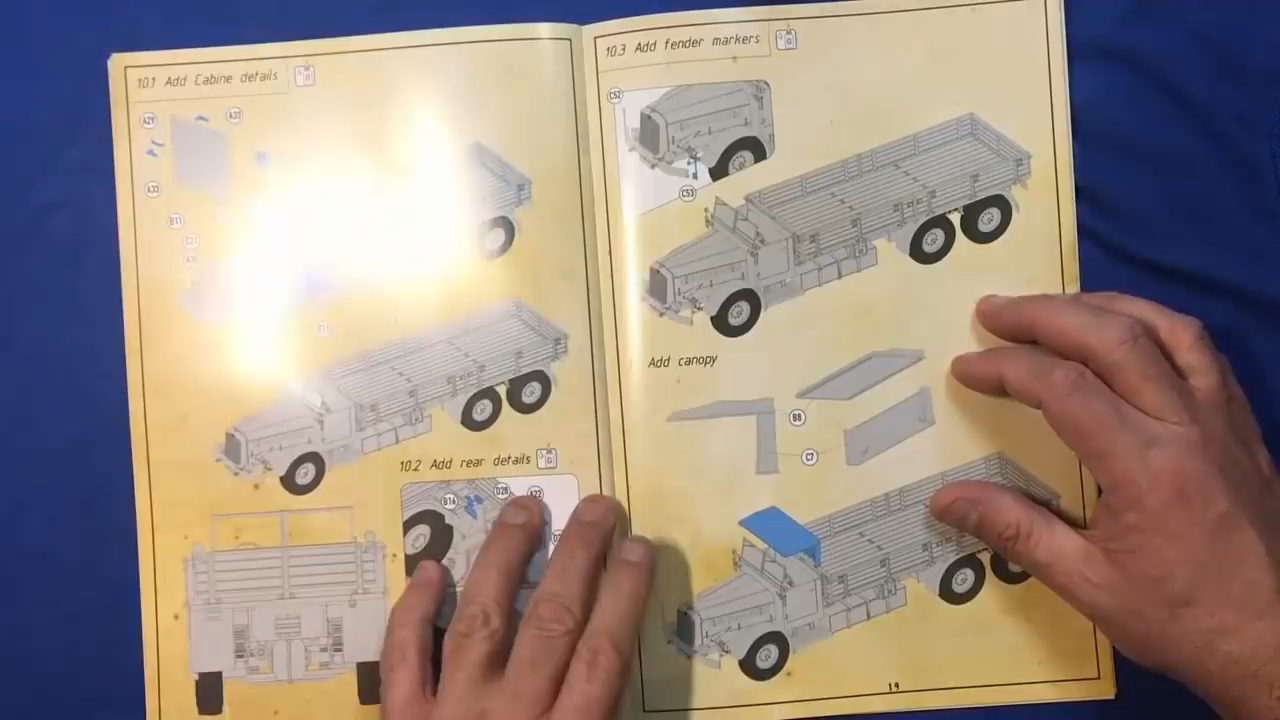 10.1 Add Cabine details
A29
A33
A33
B11
10.2 Add rear details
B16
D28
A22
10.3 Add fender markers
C52
C53
Add canopy
B8
C7
19